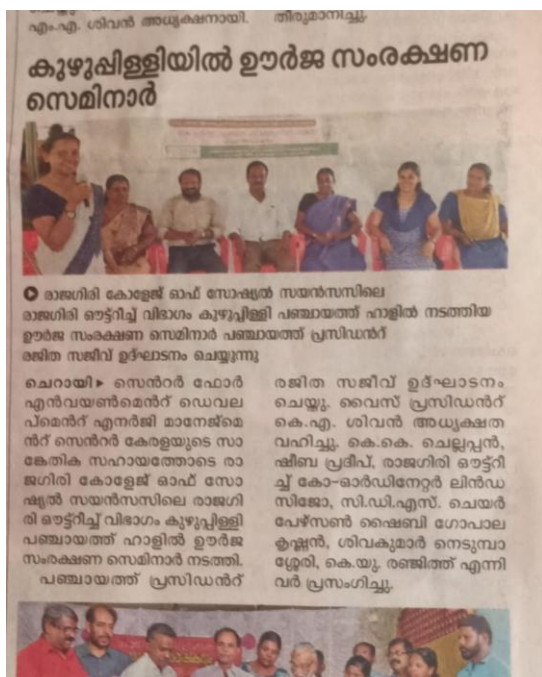 എം.എ. ശിവൻ അധ്യക്ഷനായി.
തീരുമാനിച്ചു.
കുഴുപ്പിള്ളിയിൽ ഊർജ സംരക്ഷണ
സെമിനാർ
രാജഗിരി കോളേജ് ഓഫ് സോഷ്യൽ സയൻസസിലെ
രാജഗിരി ഔട്ട്റീച്ച് വിഭാഗം കുഴുപ്പിള്ളി പഞ്ചായത്ത് ഹാളിൽ നടത്തിയ
ഊർജ സംരക്ഷണ സെമിനാർ പഞ്ചായത്ത് പ്രസിഡൻറ്
രജിത സജീവ് ഉദ്ഘാടനം ചെയ്യുന്നു
ചെറായി▸ സെൻറർ ഫോർ
എൻവയൺമെൻറ് ഡെവല
പ്മെൻറ് എനർജി മാനേജ്മെ
ൻറ് സെൻറർ കേരളയുടെ സാ
ങ്കേതിക സഹായത്തോടെ രാ
ജഗിരി കോളേജ് ഓഫ് സോ
ഷ്യൽ സയൻസസിലെ രാജഗി
രി ഔട്ട്റീച്ച് വിഭാഗം കുഴുപ്പിള്ളി
പഞ്ചായത്ത് ഹാളിൽ ഊർജ
സംരക്ഷണ സെമിനാർ നടത്തി.
പഞ്ചായത്ത് പ്രസിഡൻറ്
രജിത സജീവ് ഉദ്ഘാടനം
ചെയ്തു. വൈസ് പ്രസിഡൻറ്
കെ.എ. ശിവൻ അധ്യക്ഷത
വഹിച്ചു. കെ.കെ. ചെല്ലപ്പൻ,
ഷീബ പ്രദീപ്, രാജഗിരി ഔട്ട്റീ
ച്ച് കോ-ഓർഡിനേറ്റർ ലിൻഡ
സിജോ, സി.ഡി.എസ്. ചെയർ
പേഴ്സൺ ഷൈബി ഗോപാല
കൃഷ്ണൻ, ശിവകുമാർ നെടുമ്പാ
ശ്ശേരി, കെ.യു. രഞ്ജിത്ത് എന്നി
വർ പ്രസംഗിച്ചു.